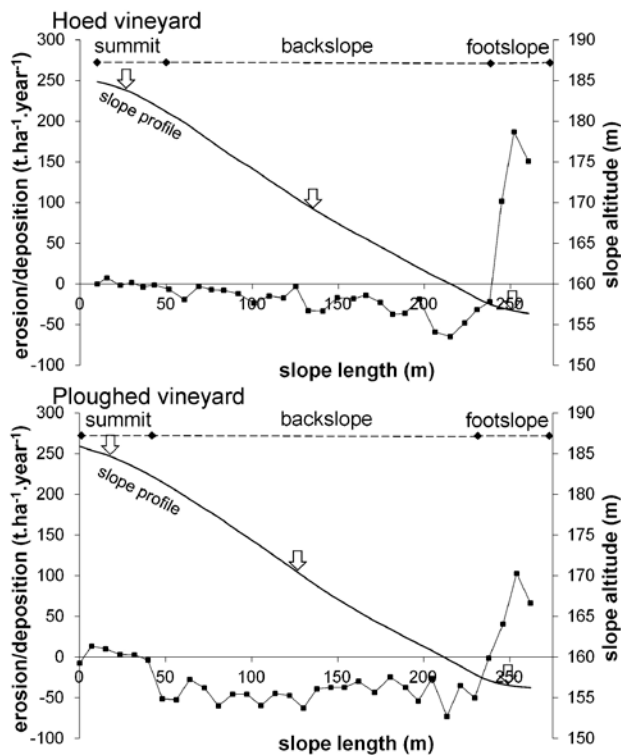 Hoed vineyard
summit backslope footslope
slope profile
erosion/deposition (t.ha⁻¹.year⁻¹)
300
250
200
150
100
50
0
-50
-100
0 50 100 150 200 250
slope length (m)
190
185
180
175
170
165
160
155
150
slope altitude (m)
Ploughed vineyard
summit backslope footslope
slope profile
erosion/deposition (t.ha⁻¹.year⁻¹)
300
250
200
150
100
50
0
-50
-100
0 50 100 150 200 250
slope length (m)
190
185
180
175
170
165
160
155
150
slope altitude (m)